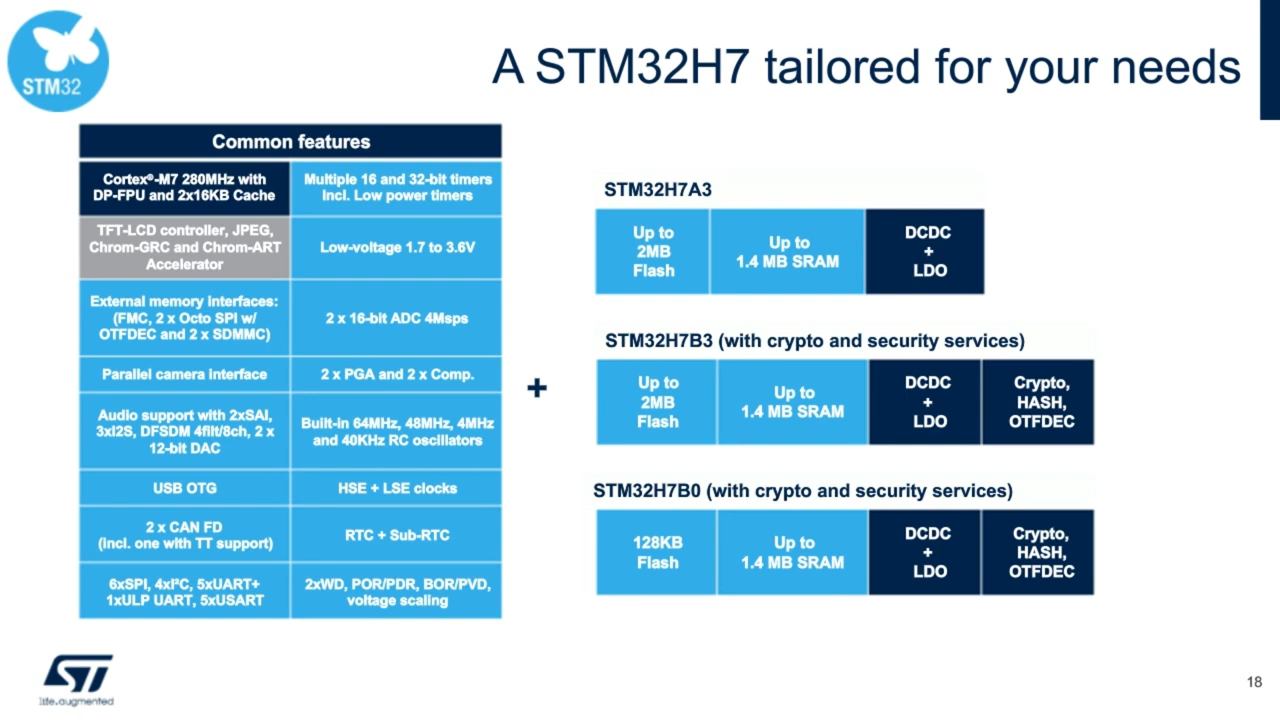 STM32
A STM32H7 tailored for your needs
Common features
Cortex®-M7 280MHz with
DP-FPU and 2x16KB Cache
Multiple 16 and 32-bit timers
Incl. Low power timers
TFT-LCD controller, JPEG,
Chrom-GRC and Chrom-ART
Accelerator
Low-voltage 1.7 to 3.6V
External memory interfaces:
(FMC, 2 x Octo SPI w/
OTFDEC and 2 x SDMMC)
2 x 16-bit ADC 4Msps
Parallel camera interface
2 x PGA and 2 x Comp.
Audio support with 2xSAI,
3xI2S, DFSDM 4filt/8ch, 2 x
12-bit DAC
Built-in 64MHz, 48MHz, 4MHz
and 40KHz RC oscillators
USB OTG
HSE + LSE clocks
2 x CAN FD
(incl. one with TT support)
RTC + Sub-RTC
6xSPI, 4xI²C, 5xUART+
1xULP UART, 5xUSART
2xWD, POR/PDR, BOR/PVD,
voltage scaling
+
STM32H7A3
Up to
2MB
Flash
Up to
1.4 MB SRAM
DCDC
+
LDO
STM32H7B3 (with crypto and security services)
Up to
2MB
Flash
Up to
1.4 MB SRAM
DCDC
+
LDO
Crypto,
HASH,
OTFDEC
STM32H7B0 (with crypto and security services)
128KB
Flash
Up to
1.4 MB SRAM
DCDC
+
LDO
Crypto,
HASH,
OTFDEC
ST
life.augmented
18